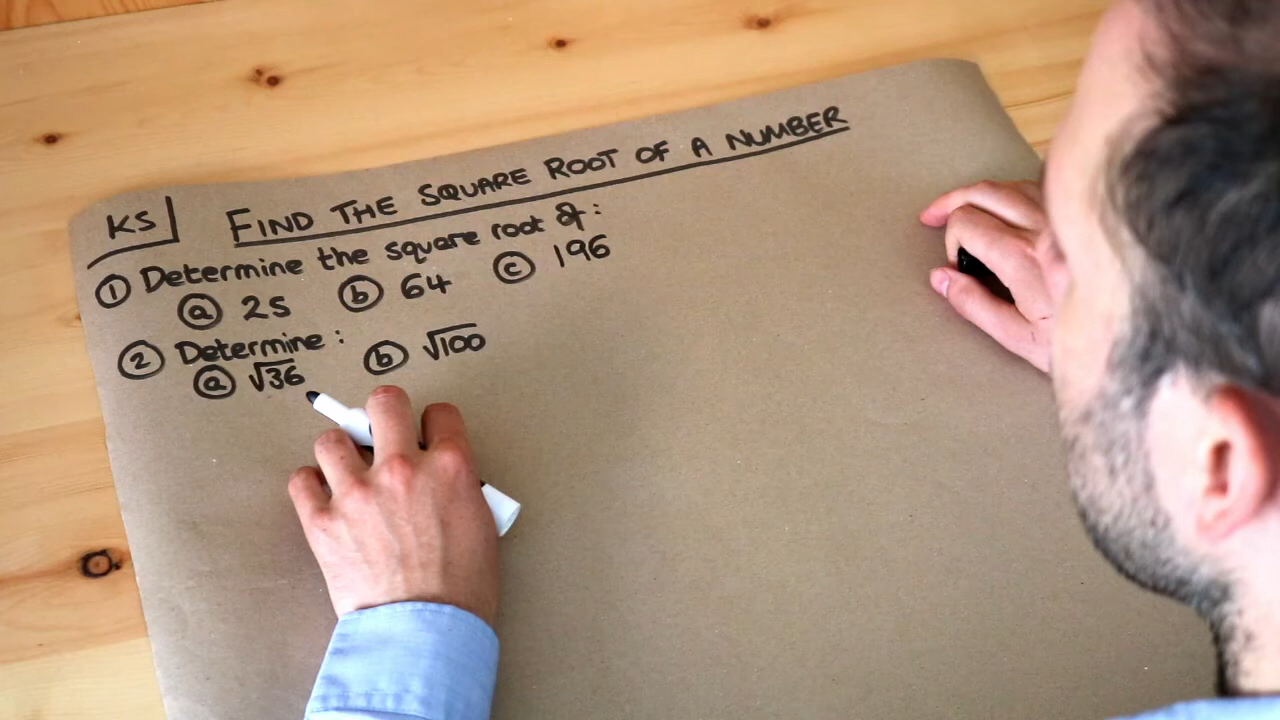 KS FIND THE SQUARE ROOT OF A NUMBER
① Determine the square root of:
ⓐ 25 ⓑ 64 ⓒ 196
② Determine:
ⓐ √36 ⓑ √100